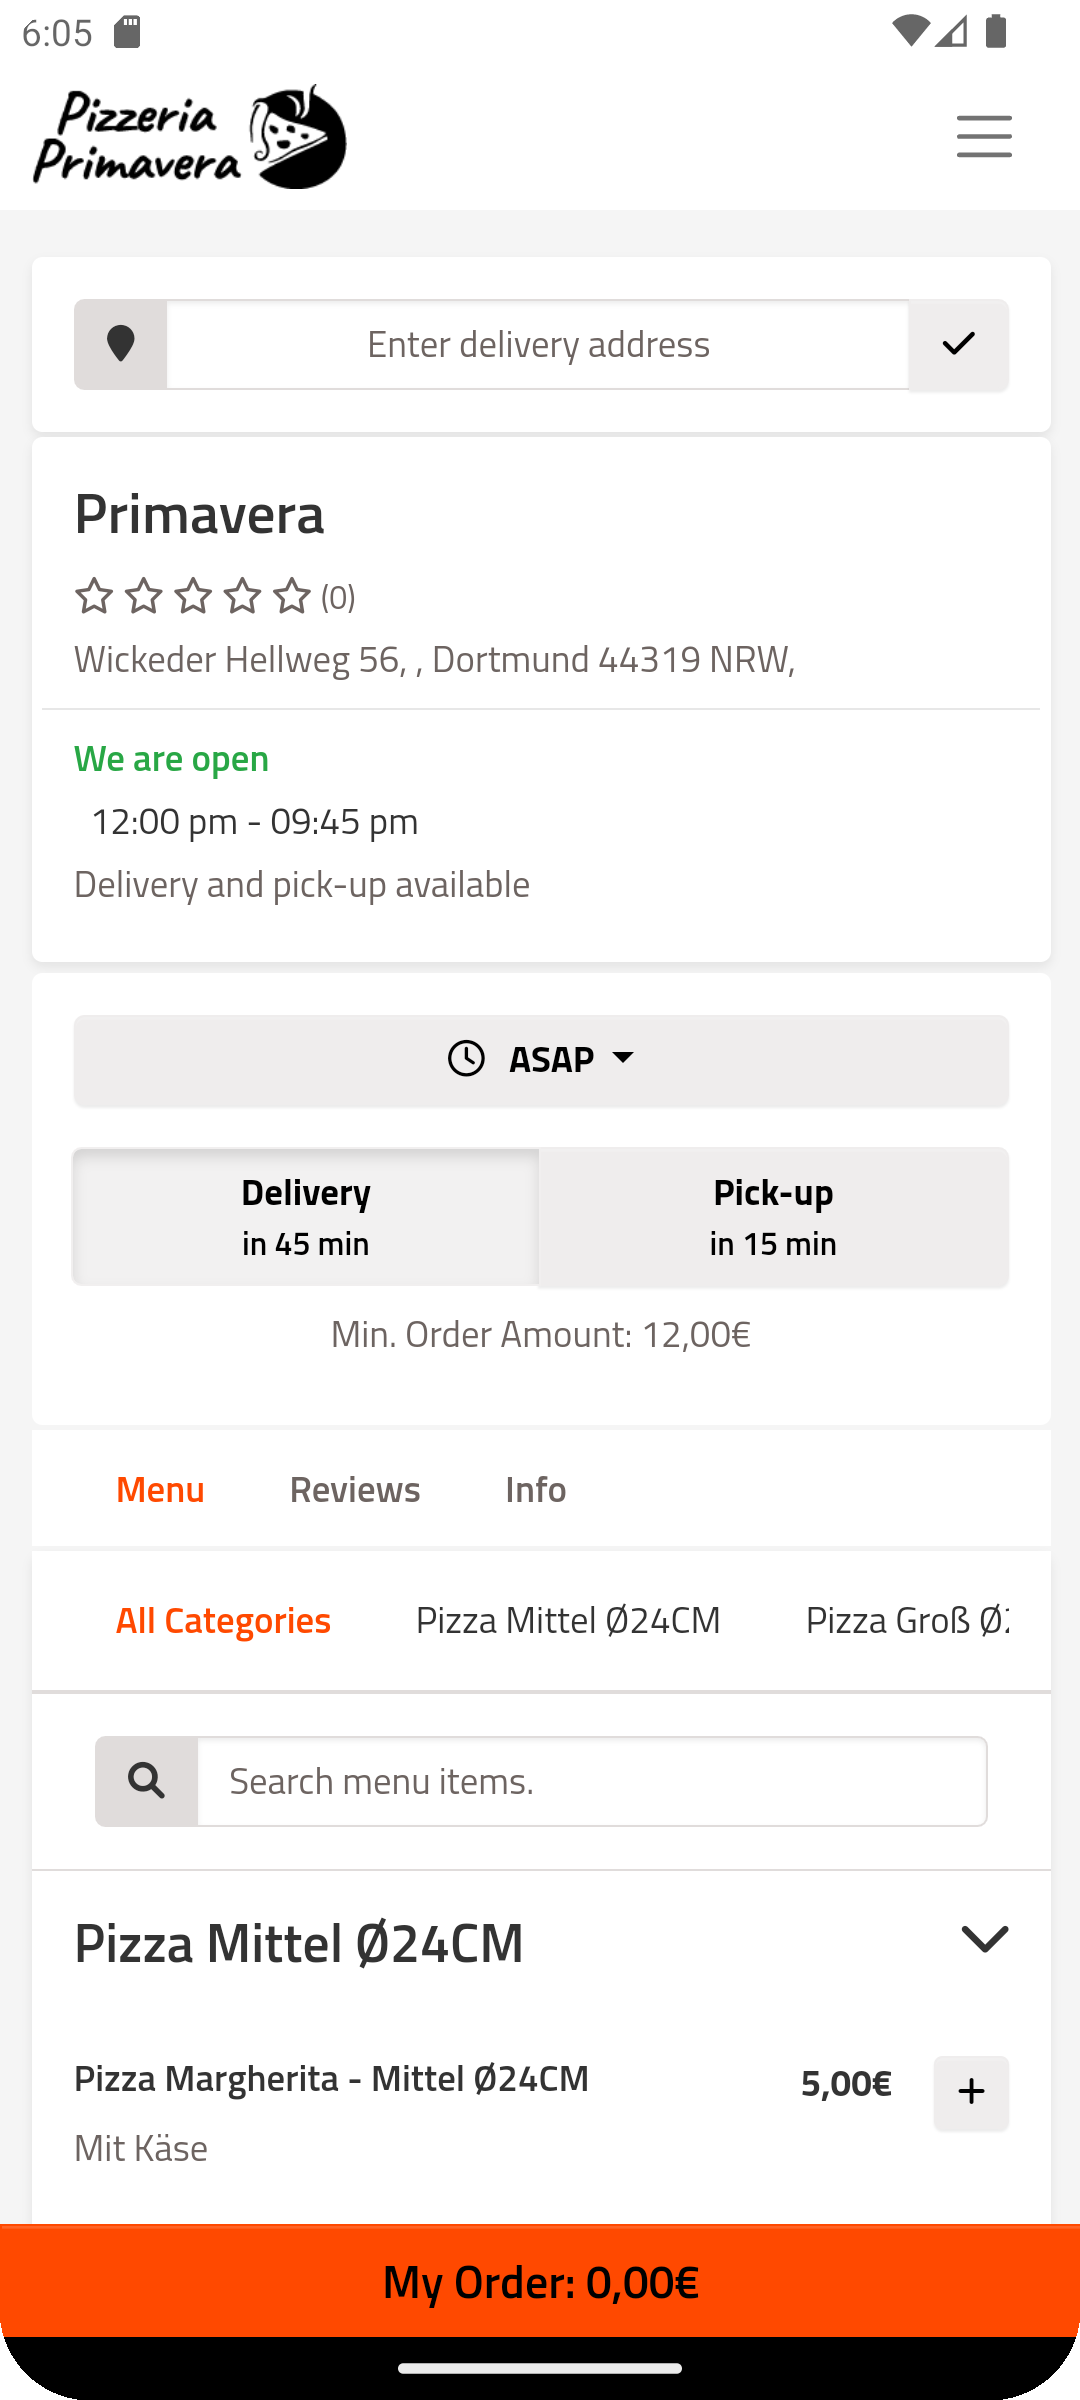 6:05
Pizzeria
Primavera
Enter delivery address
Primavera
(0)
Wickeder Hellweg 56, , Dortmund 44319 NRW,
We are open
12:00 pm - 09:45 pm
Delivery and pick-up available
ASAP
Delivery
in 45 min
Pick-up
in 15 min
Min. Order Amount: 12,00€
Menu Reviews Info
All Categories Pizza Mittel Ø24CM Pizza Groß
Search menu items.
Pizza Mittel Ø24CM
Pizza Margherita - Mittel Ø24CM 5,00€
Mit Käse
My Order: 0,00€